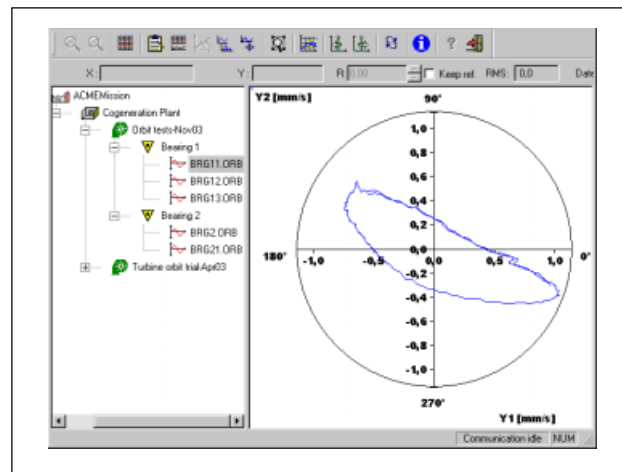 X: Y: R: 0.00 Keep ref. RMS: 0.0 Date
ACMEMission
Cogeneration Plant
Orbit tests-Nov03
Bearing 1
BRG11.ORB
BRG12.ORB
BRG13.ORB
Bearing 2
BRG2.ORB
BRG21.ORB
Turbine orbit trial-Apr03
Y2 [mm/s] 90°
1,0
0,8
0,6
0,4
0,2
180° -1,0 -0,5 0,0 0,0 0,5 1,0 0°
-0,2
-0,4
-0,6
-0,8
-1,0
270°
Y1 [mm/s]
Communication idle NUM